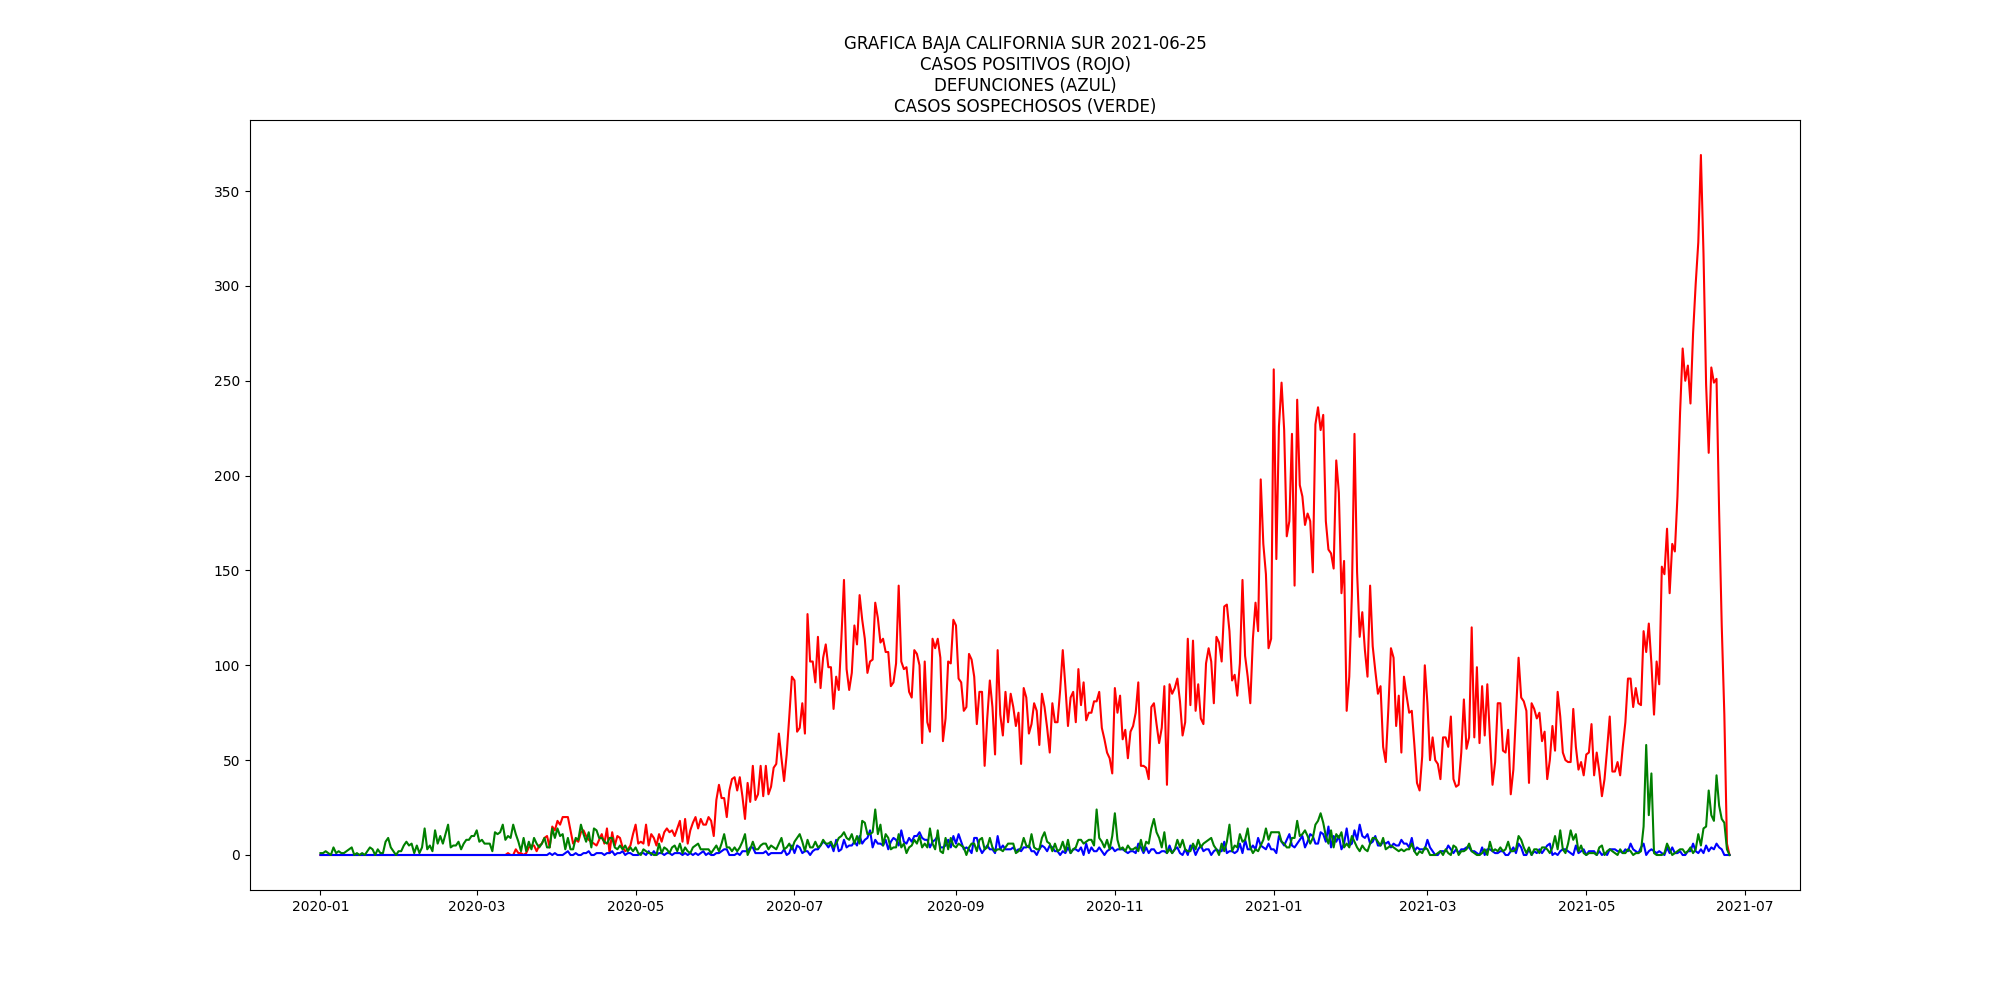 GRAFICA BAJA CALIFORNIA SUR 2021-06-25
CASOS POSITIVOS (ROJO)
DEFUNCIONES (AZUL)
CASOS SOSPECHOSOS (VERDE)
350
300
250
200
150
100
50
0
2020-01 2020-03 2020-05 2020-07 2020-09 2020-11 2021-01 2021-03 2021-05 2021-07